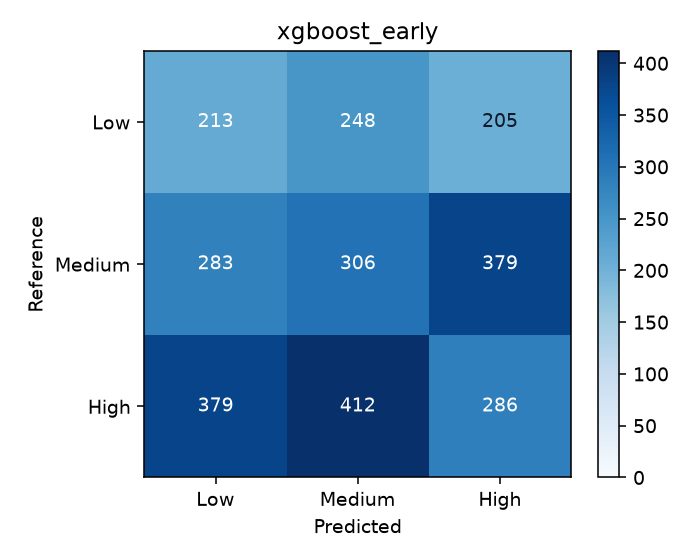 xgboost_early
Low 213 248 205
Medium 283 306 379
High 379 412 286
Low Medium High
Predicted
Reference
400
350
300
250
200
150
100
50
0